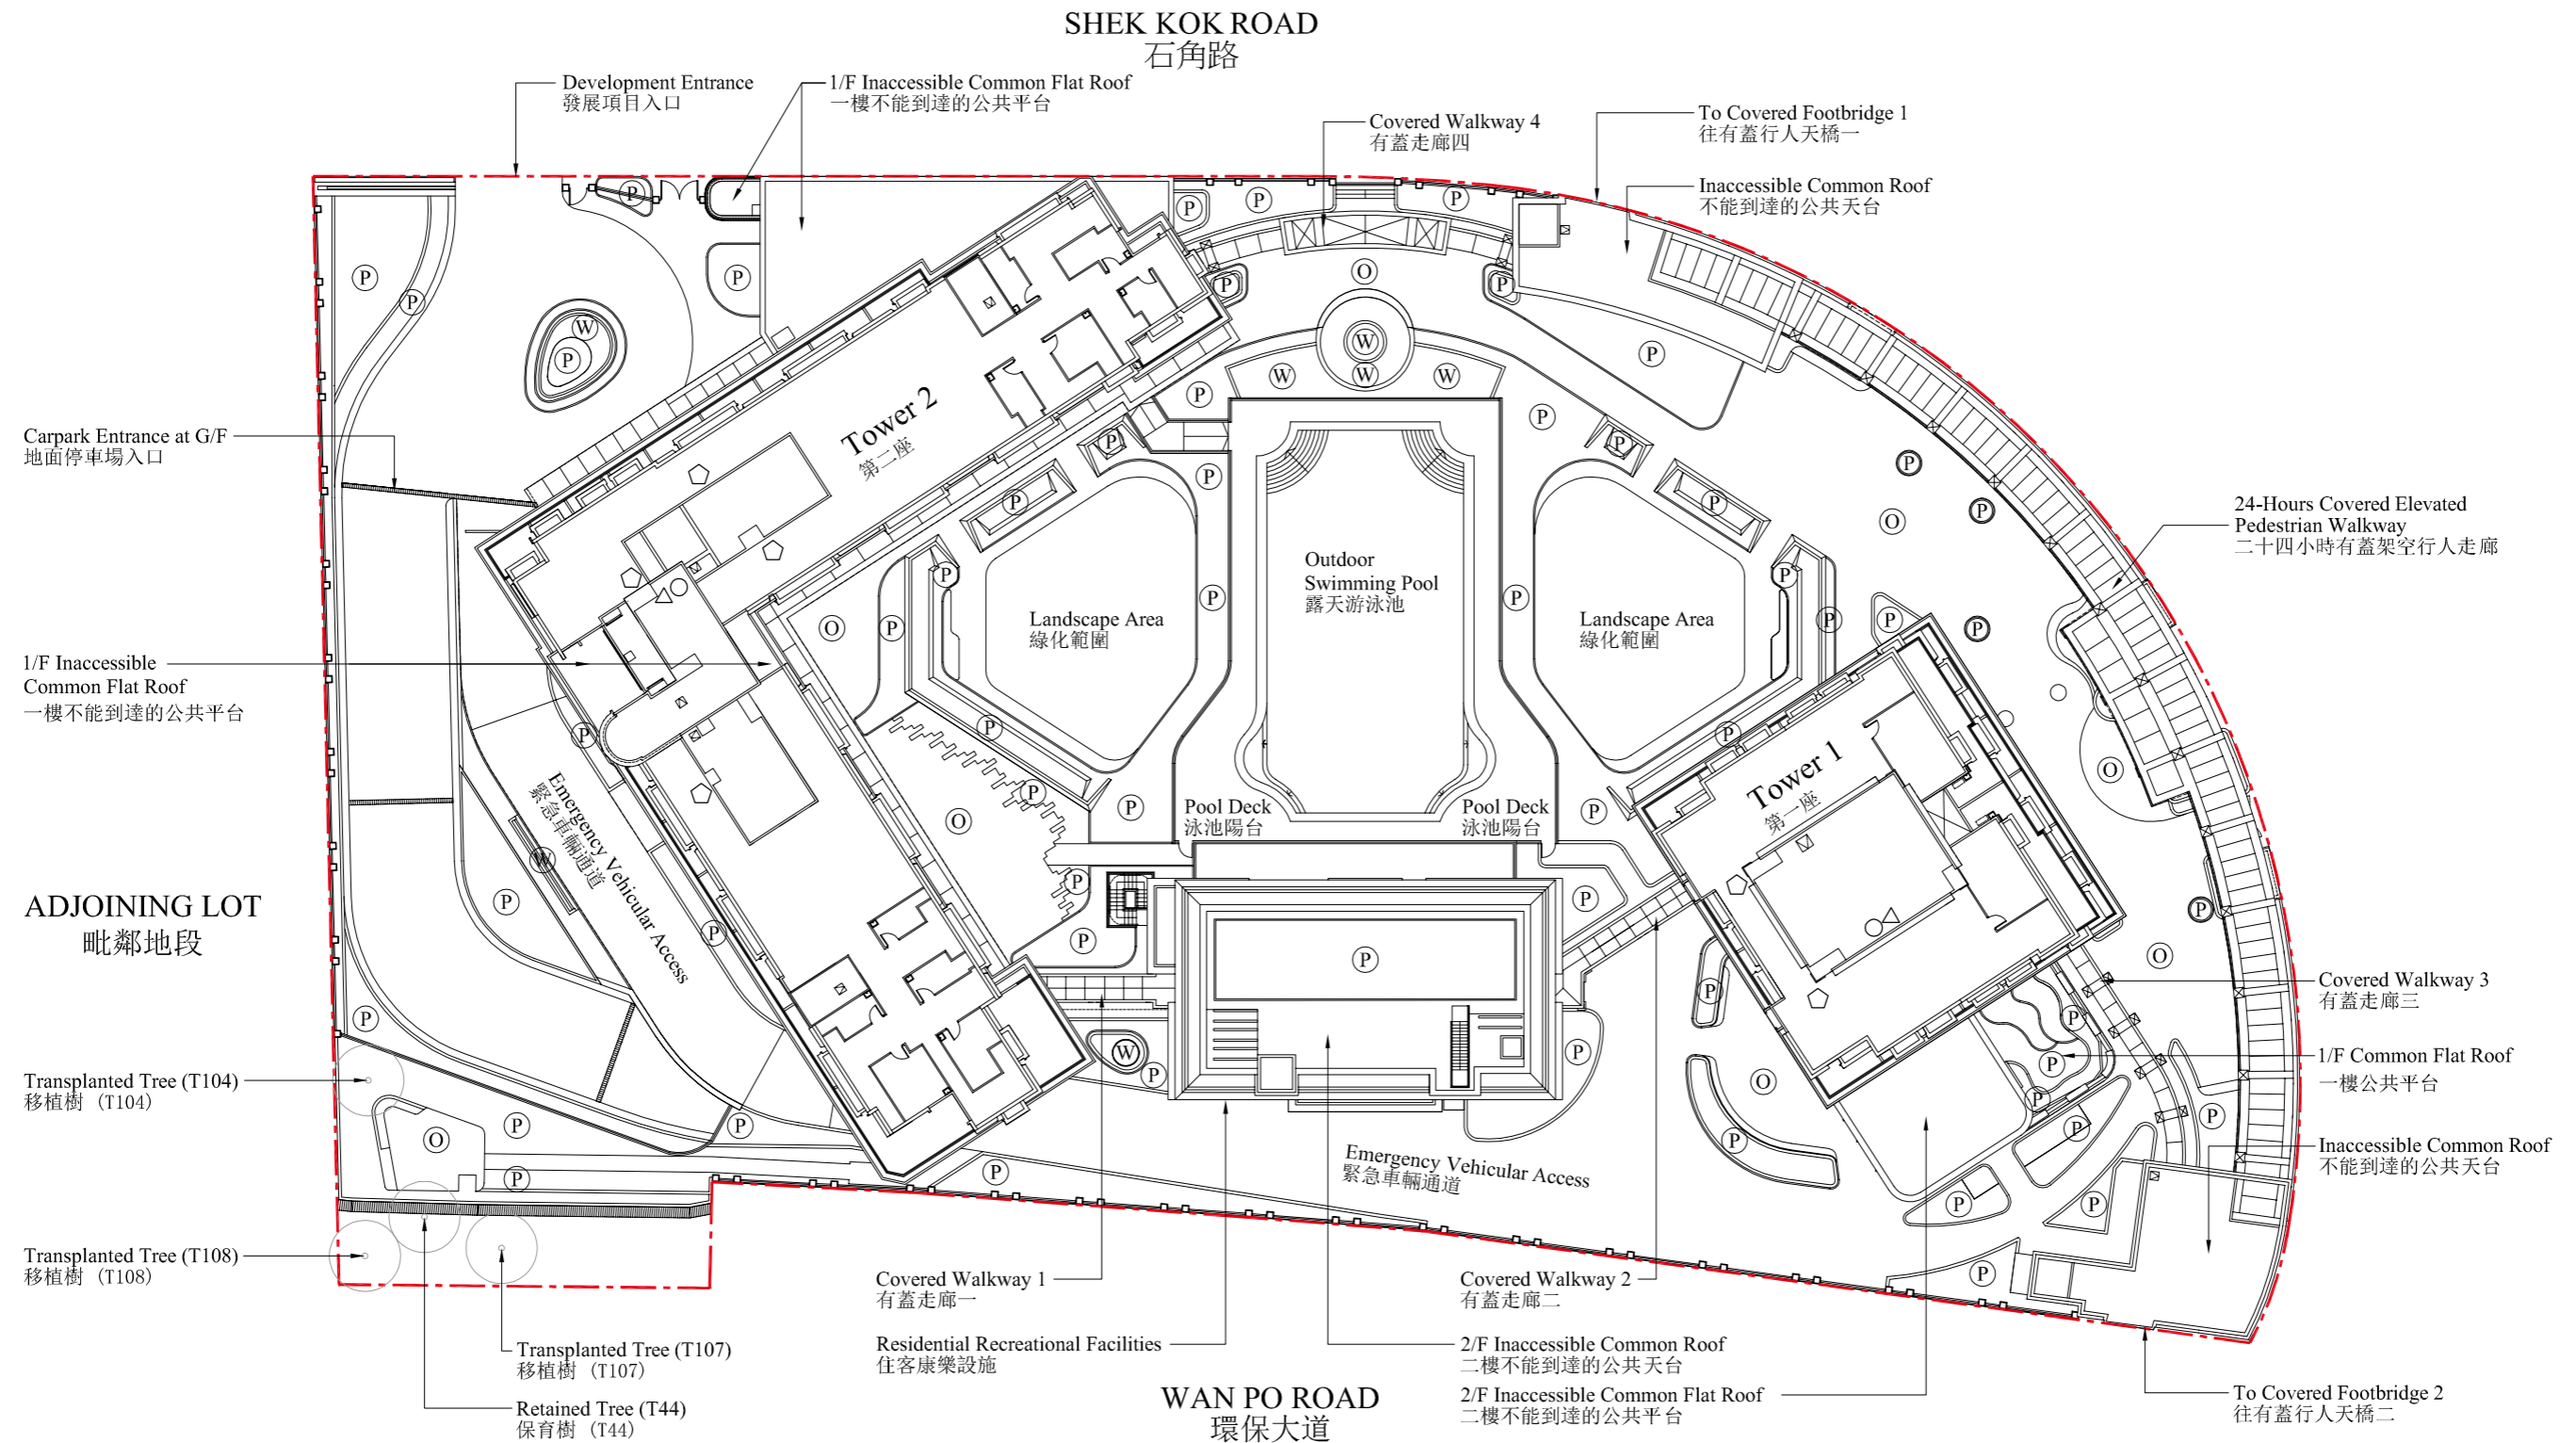 SHEK KOK ROAD
石角路
Development Entrance
發展項目入口
1/F Inaccessible Common Flat Roof
一樓不能到達的公共平台
Covered Walkway 4
有蓋走廊四
To Covered Footbridge 1
往有蓋行人天橋一
Inaccessible Common Roof
不能到達的公共天台
Carpark Entrance at G/F
地面停車場入口
Tower 2
第二座
24-Hours Covered Elevated
Pedestrian Walkway
二十四小時有蓋架空行人走廊
Outdoor
Swimming Pool
露天游泳池
Landscape Area
綠化範圍
Landscape Area
綠化範圍
1/F Inaccessible
Common Flat Roof
一樓不能到達的公共平台
Tower 1
第一座
Pool Deck
泳池陽台
Pool Deck
泳池陽台
Emergency Vehicular Access
緊急車輛通道
ADJOINING LOT
毗鄰地段
Covered Walkway 3
有蓋走廊三
1/F Common Flat Roof
一樓公共平台
Transplanted Tree (T104)
移植樹 (T104)
Inaccessible Common Roof
不能到達的公共天台
Emergency Vehicular Access
緊急車輛通道
Transplanted Tree (T108)
移植樹 (T108)
Covered Walkway 1
有蓋走廊一
Covered Walkway 2
有蓋走廊二
Transplanted Tree (T107)
移植樹 (T107)
Residential Recreational Facilities
住客康樂設施
2/F Inaccessible Common Roof
二樓不能到達的公共天台
Retained Tree (T44)
保育樹 (T44)
WAN PO ROAD
環保大道
2/F Inaccessible Common Flat Roof
二樓不能到達的公共平台
To Covered Footbridge 2
往有蓋行人天橋二